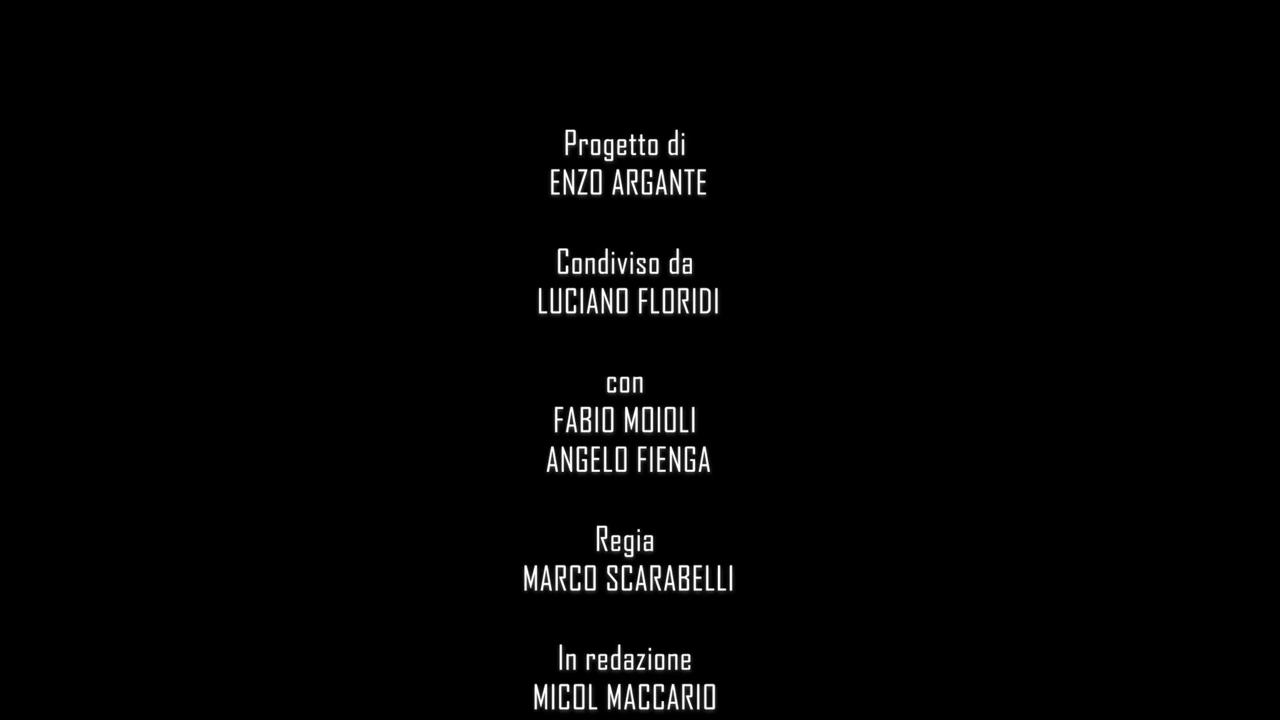 Progetto di
ENZO ARGANTE
Condiviso da
LUCIANO FLORIDI
con
FABIO MOIOLI
ANGELO FIENGA
Regia
MARCO SCARABELLI
In redazione
MICOL MACCARIO